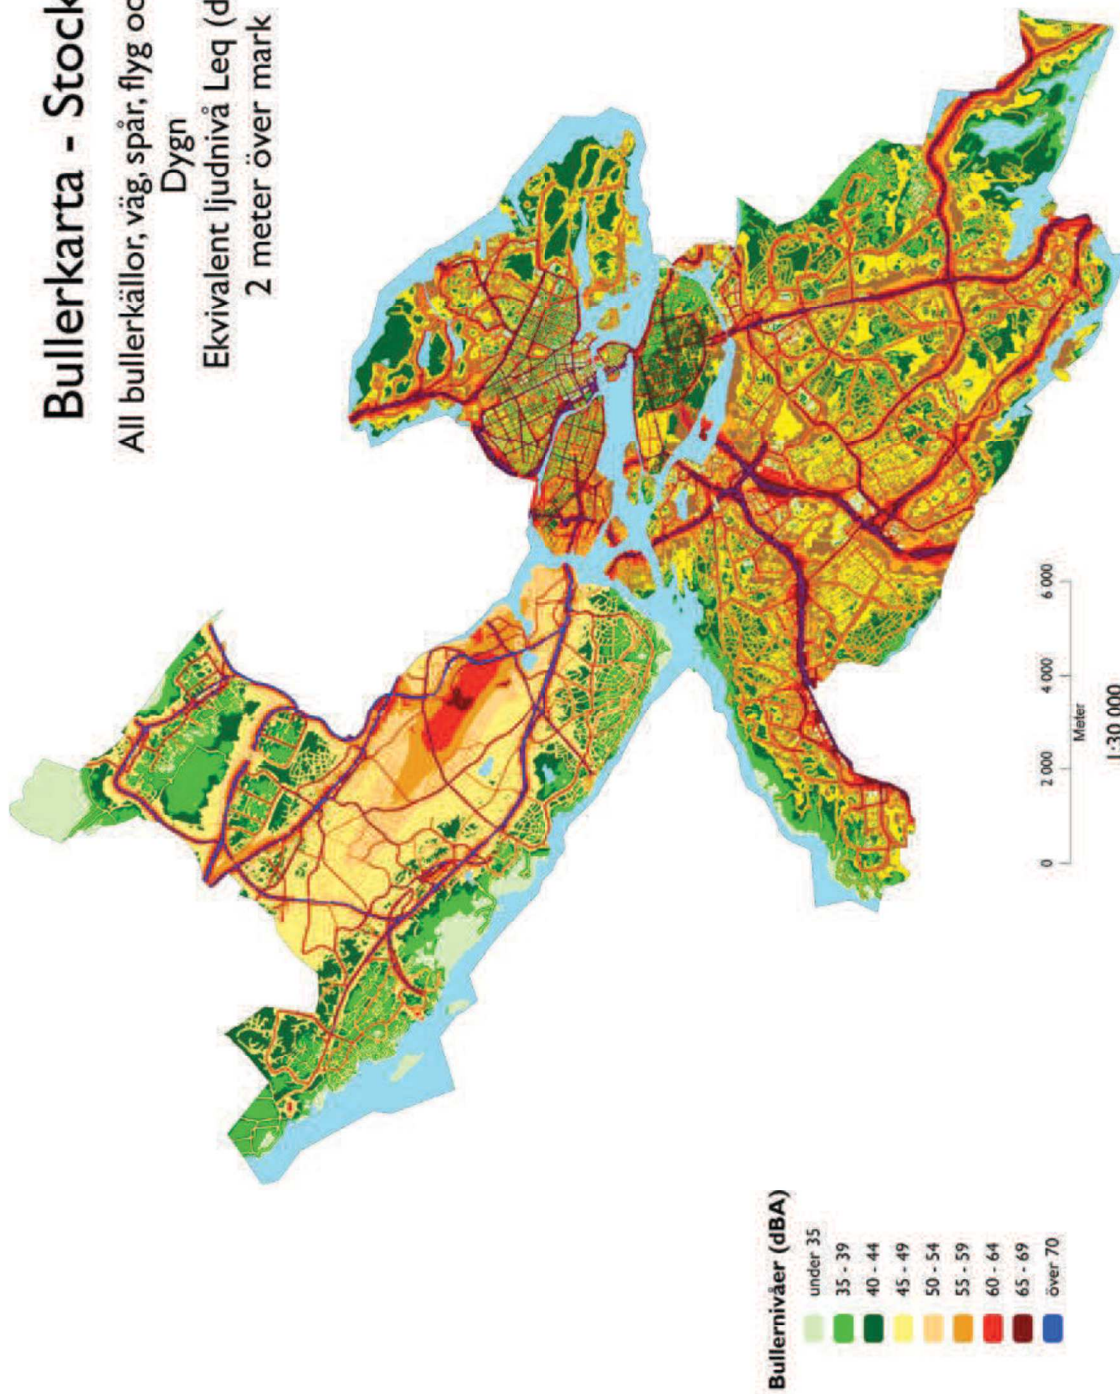 Bullerkarta - Stock
All bullerkällor, väg, spår, flyg oc
Dygn
Ekvivalent ljudnivå Leq (d
2 meter över mark
Bullernivåer (dBA)
under 35
35 - 39
40 - 44
45 - 49
50 - 54
55 - 59
60 - 64
65 - 69
över 70
0 2 000 4 000 6 000
Meter
1:30 000